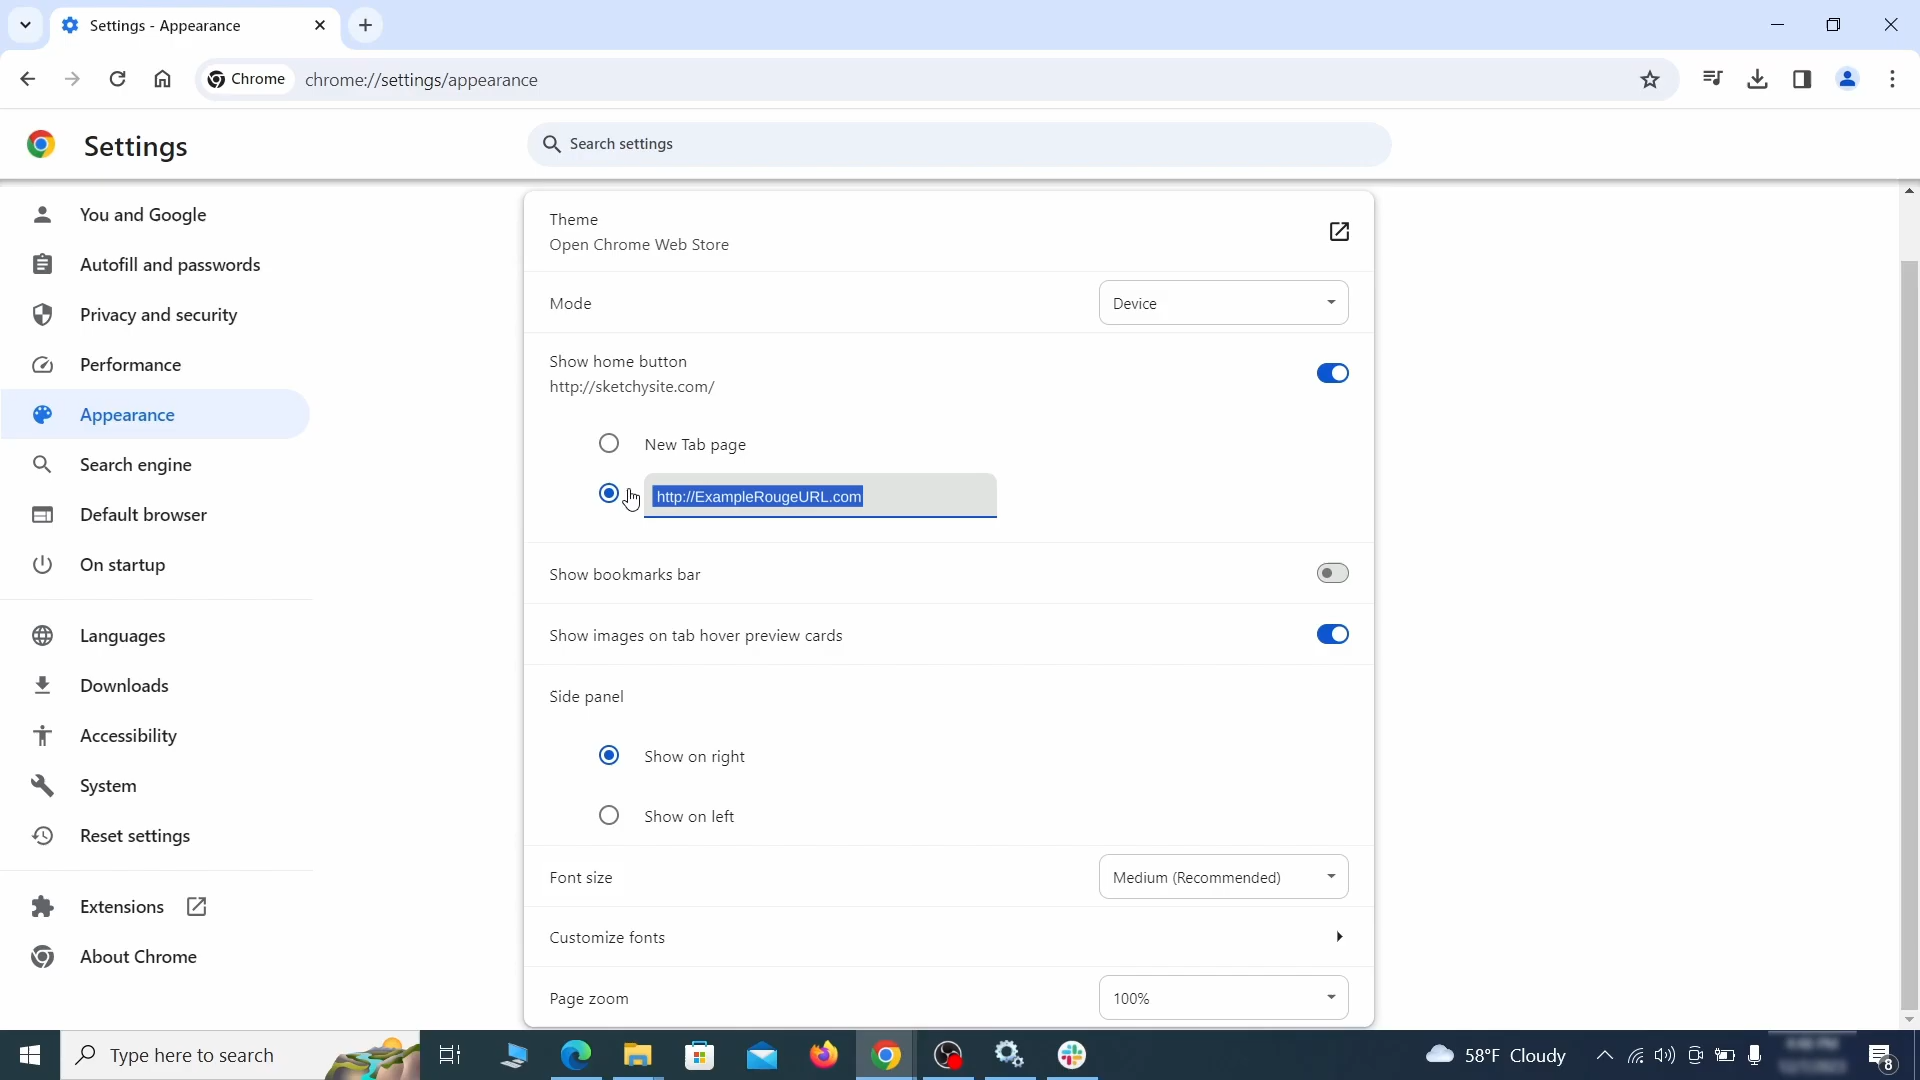 Settings - Appearance
Chrome
chrome://settings/appearance
Settings
Search settings
You and Google
Autofill and passwords
Privacy and security
Performance
Appearance
Search engine
Default browser
On startup
Languages
Downloads
Accessibility
System
Reset settings
Extensions
About Chrome
Theme
Open Chrome Web Store
Mode
Device
Show home button
http://sketchysite.com/
New Tab page
http://ExampleRougeURL.com
Show bookmarks bar
Show images on tab hover preview cards
Side panel
Show on right
Show on left
Font size
Medium (Recommended)
Customize fonts
Page zoom
100%
Type here to search
58°F Cloudy
8